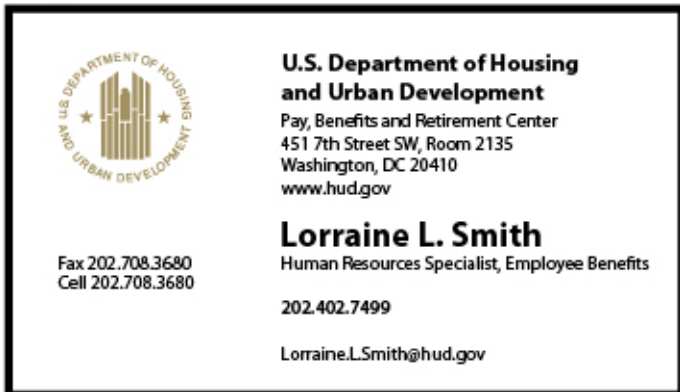 U.S. DEPARTMENT OF HOUSING
AND URBAN DEVELOPMENT
U.S. Department of Housing
and Urban Development
Pay, Benefits and Retirement Center
451 7th Street SW, Room 2135
Washington, DC 20410
www.hud.gov
Lorraine L. Smith
Human Resources Specialist, Employee Benefits
Fax 202.708.3680
Cell 202.708.3680
202.402.7499
Lorraine.L.Smith@hud.gov